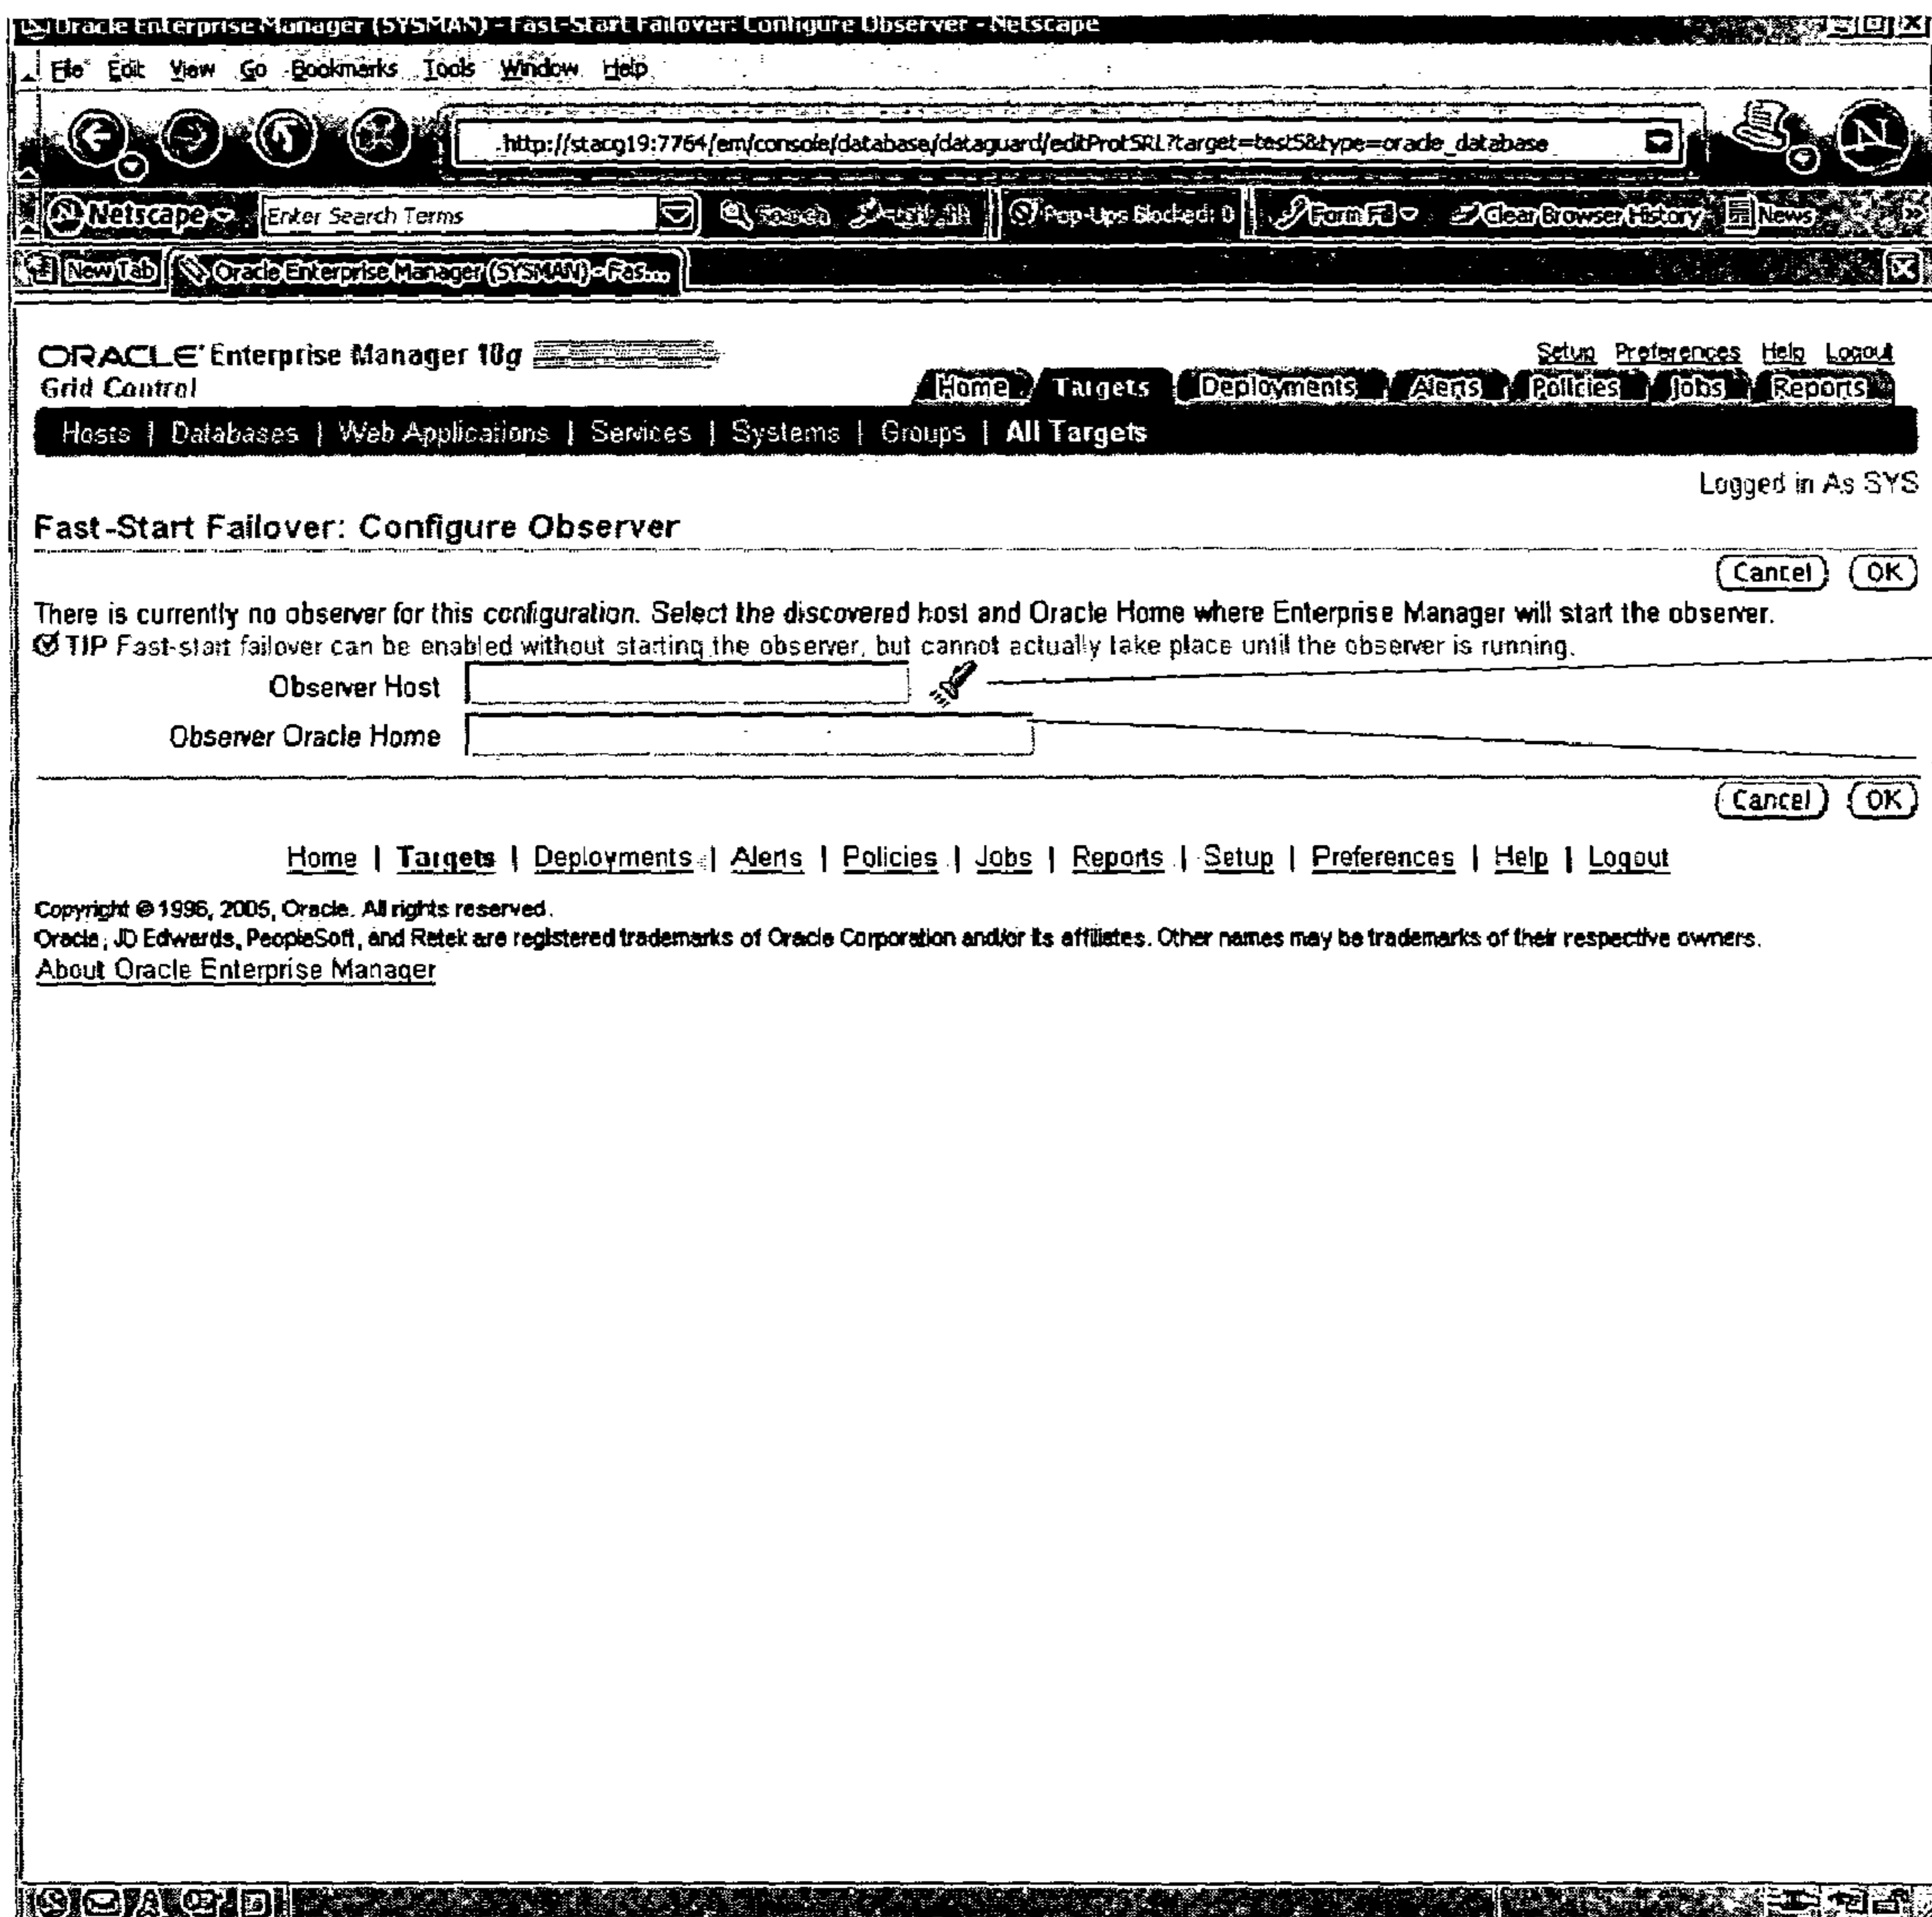 Oracle Enterprise Manager (SYSMAN) - Fast-Start Failover: Configure Observer - Netscape
File Edit View Go Bookmarks Tools Window Help
http://stacg19:7764/em/console/database/dataguard/editProtSRL?target=test5&type=oracle_database
N
Netscape Enter Search Terms Search Pop-Ups Blocked: 0 Form Fill Clear Browser History News
New Tab Oracle Enterprise Manager (SYSMAN) - Fas...
ORACLE Enterprise Manager 10g
Grid Control
Setup Preferences Help Logout
Home Targets Deployments Alerts Policies Jobs Reports
Hosts | Databases | Web Applications | Services | Systems | Groups | All Targets
Logged in As SYS
Fast-Start Failover: Configure Observer
Cancel OK
There is currently no observer for this configuration. Select the discovered host and Oracle Home where Enterprise Manager will start the observer.
TIP Fast-start failover can be enabled without starting the observer, but cannot actually take place until the observer is running.
Observer Host
Observer Oracle Home
Cancel OK
Home | Targets | Deployments | Alerts | Policies | Jobs | Reports | Setup | Preferences | Help | Logout
Copyright © 1996, 2005, Oracle. All rights reserved.
Oracle, JD Edwards, PeopleSoft, and Retek are registered trademarks of Oracle Corporation and/or its affiliates. Other names may be trademarks of their respective owners.
About Oracle Enterprise Manager